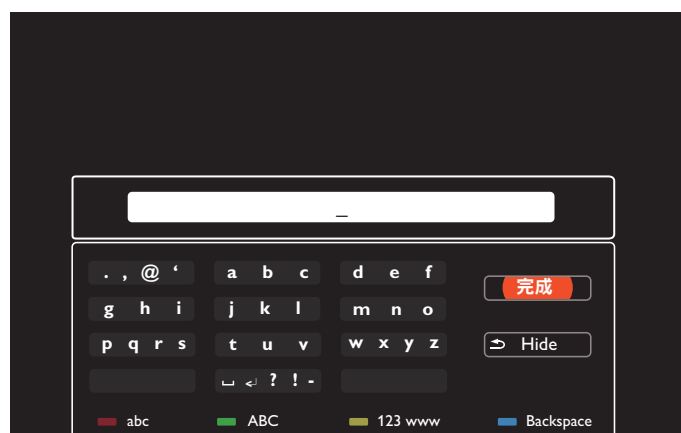 _
. , @ ‘ a b c d e f 完成
g h i j k l m n o
p q r s t u v w x y z Hide
␣ ↲ ? ! -
abc ABC 123 www Backspace